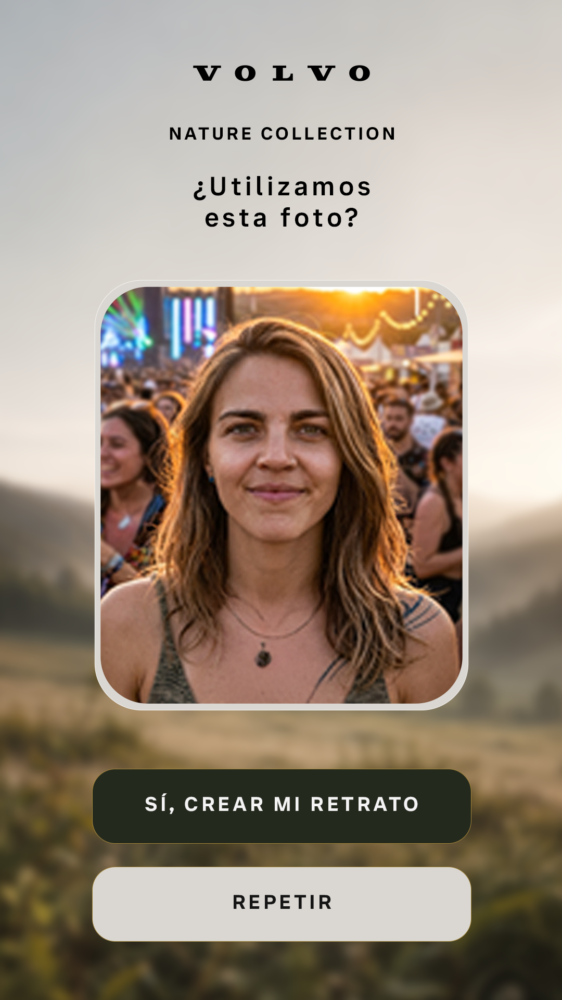 VOLVO
NATURE COLLECTION
¿Utilizamos
esta foto?
SÍ, CREAR MI RETRATO
REPETIR